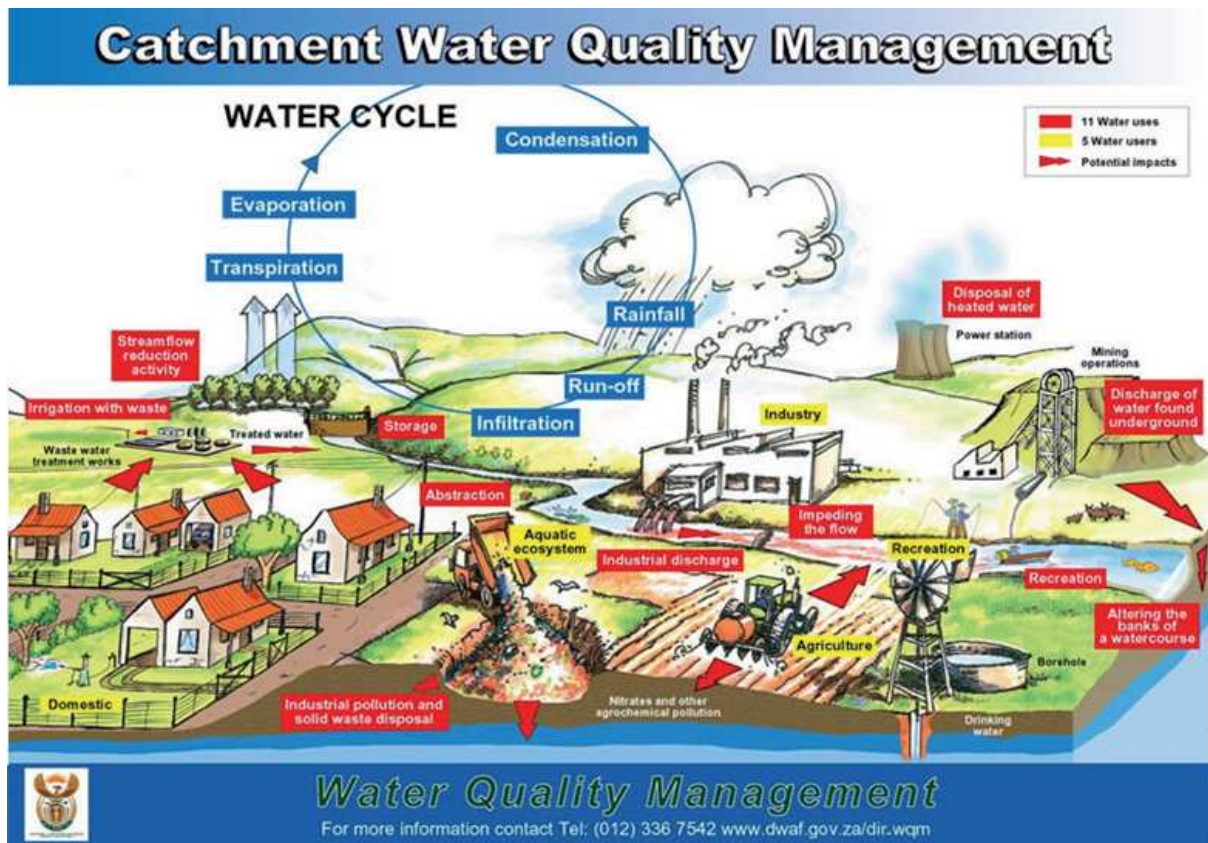 Catchment Water Quality Management
WATER CYCLE
Condensation
Evaporation
Transpiration
Rainfall
Run-off
Infiltration
11 Water uses
5 Water users
Potential impacts
Disposal of
heated water
Power station
Mining
operations
Discharge of
water found
underground
Streamflow
reduction
activity
Irrigation with waste
Waste water
treatment works
Treated water
Storage
Industry
Abstraction
Aquatic
ecosystem
Industrial discharge
Impeding
the flow
Recreation
Recreation
Altering the
banks of
a watercourse
Agriculture
Borehole
Domestic
Industrial pollution and
solid waste disposal
Nitrates and other
agrochemical pollution
Drinking
water
Water Quality Management
For more information contact Tel: (012) 336 7542 www.dwaf.gov.za/dir.wqm